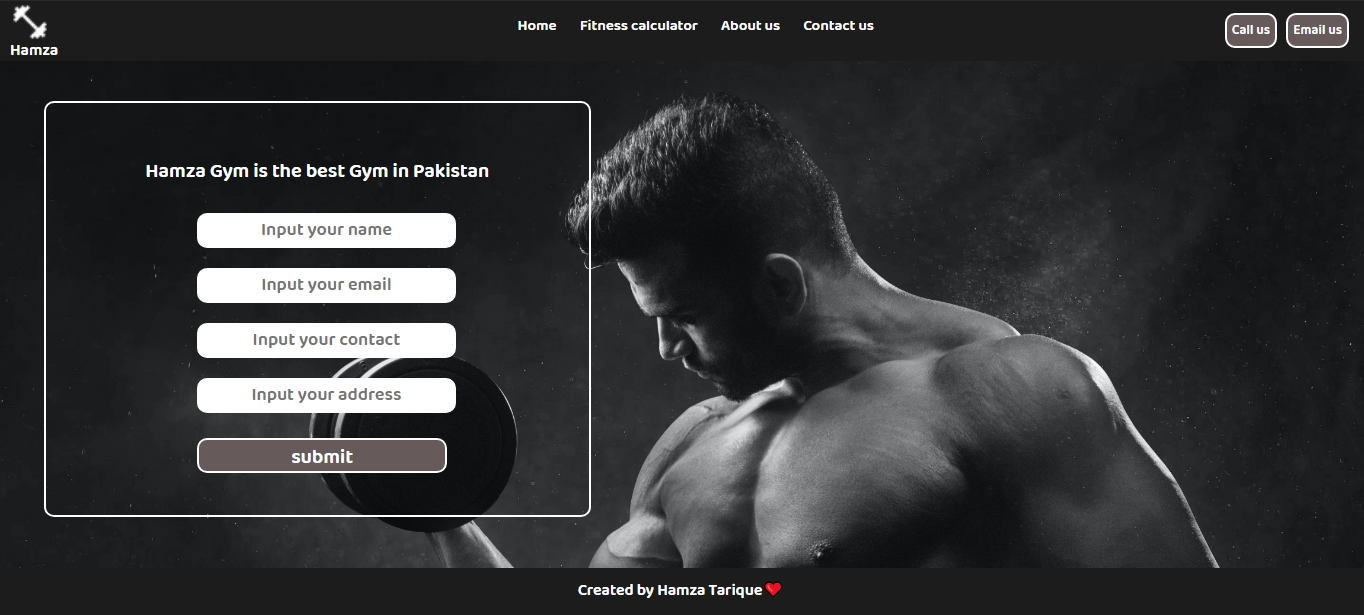 Hamza
Home
Fitness calculator
About us
Contact us
Call us
Email us
Hamza Gym is the best Gym in Pakistan
Input your name
Input your email
Input your contact
Input your address
submit
Created by Hamza Tarique ❤️